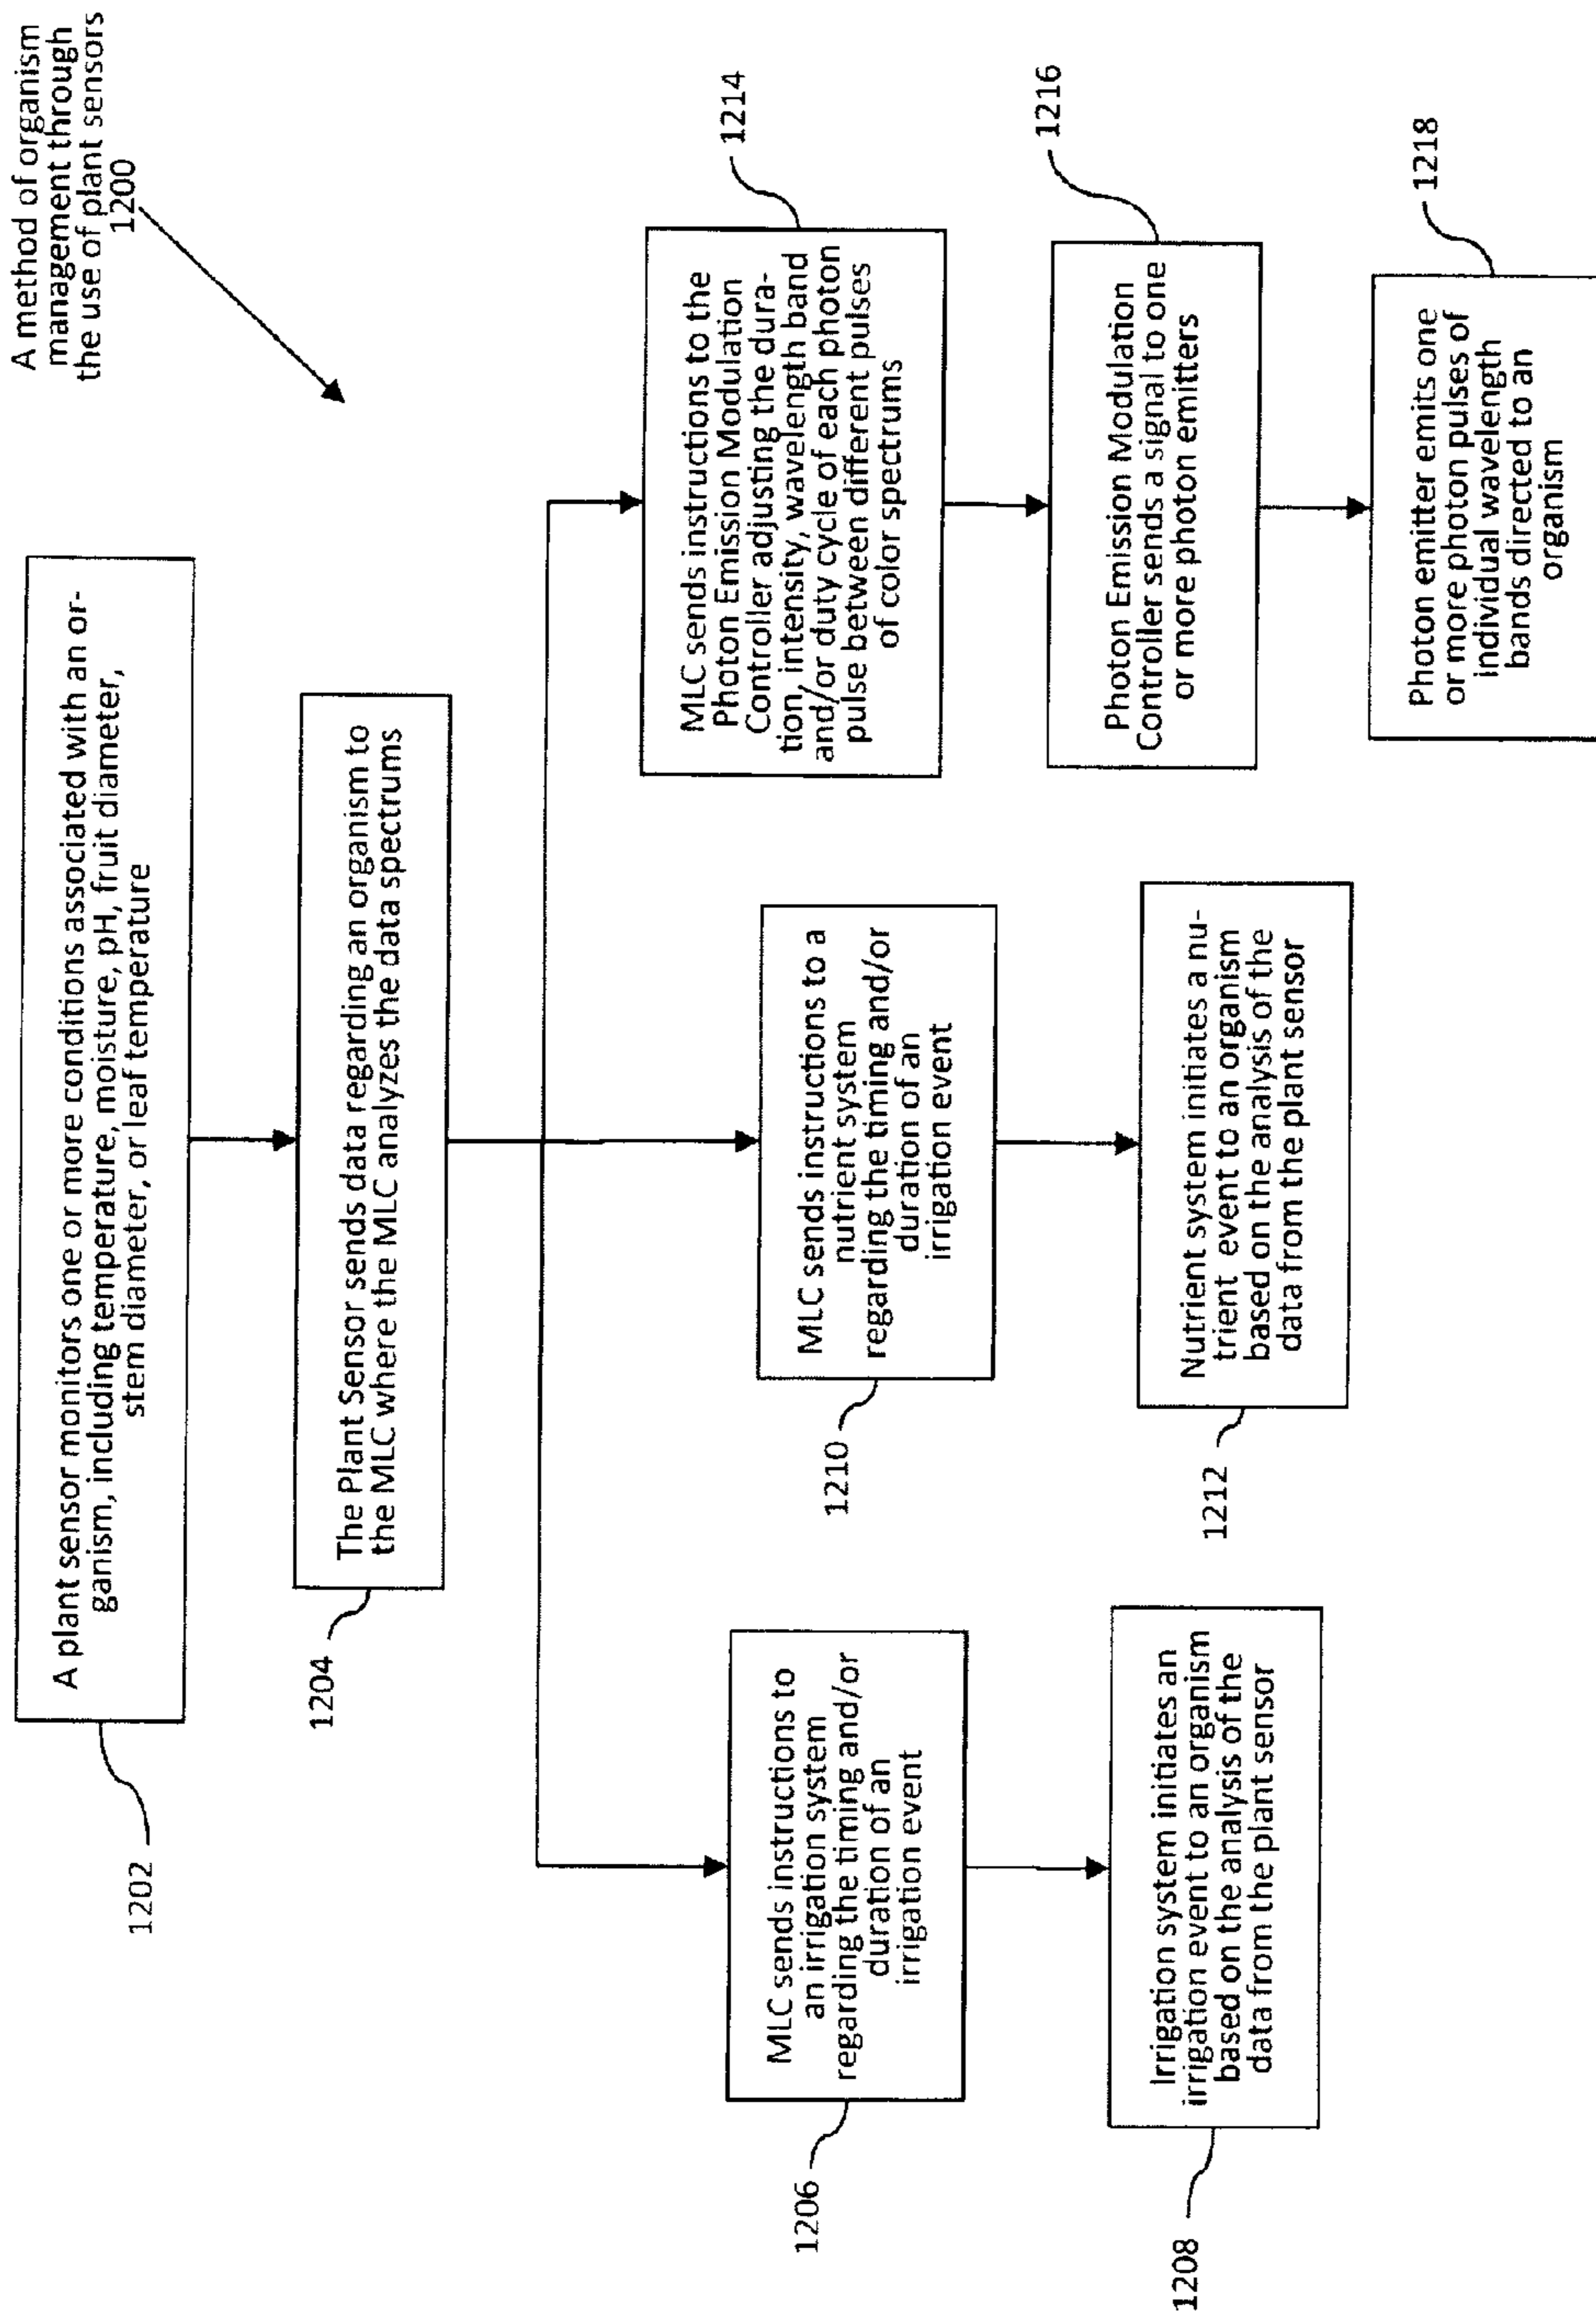 A method of organism
management through
the use of plant sensors
1200
A plant sensor monitors one or more conditions associated with an or-
ganism, including temperature, moisture, pH, fruit diameter,
stem diameter, or leaf temperature
1202
The Plant Sensor sends data regarding an organism to
the MLC where the MLC analyzes the data spectrums
1204
MLC sends instructions to
an irrigation system
regarding the timing and/or
duration of an
irrigation event
1206
Irrigation system initiates an
irrigation event to an organism
based on the analysis of the
data from the plant sensor
1208
MLC sends instructions to a
nutrient system
regarding the timing and/or
duration of an
irrigation event
1210
Nutrient system initiates a nu-
trient event to an organism
based on the analysis of the
data from the plant sensor
1212
MLC sends instructions to the
Photon Emission Modulation
Controller adjusting the dura-
tion, intensity, wavelength band
and/or duty cycle of each photon
pulse between different pulses
of color spectrums
1214
Photon Emission Modulation
Controller sends a signal to one
or more photon emitters
1216
Photon emitter emits one
or more photon pulses of
individual wavelength
bands directed to an
organism
1218